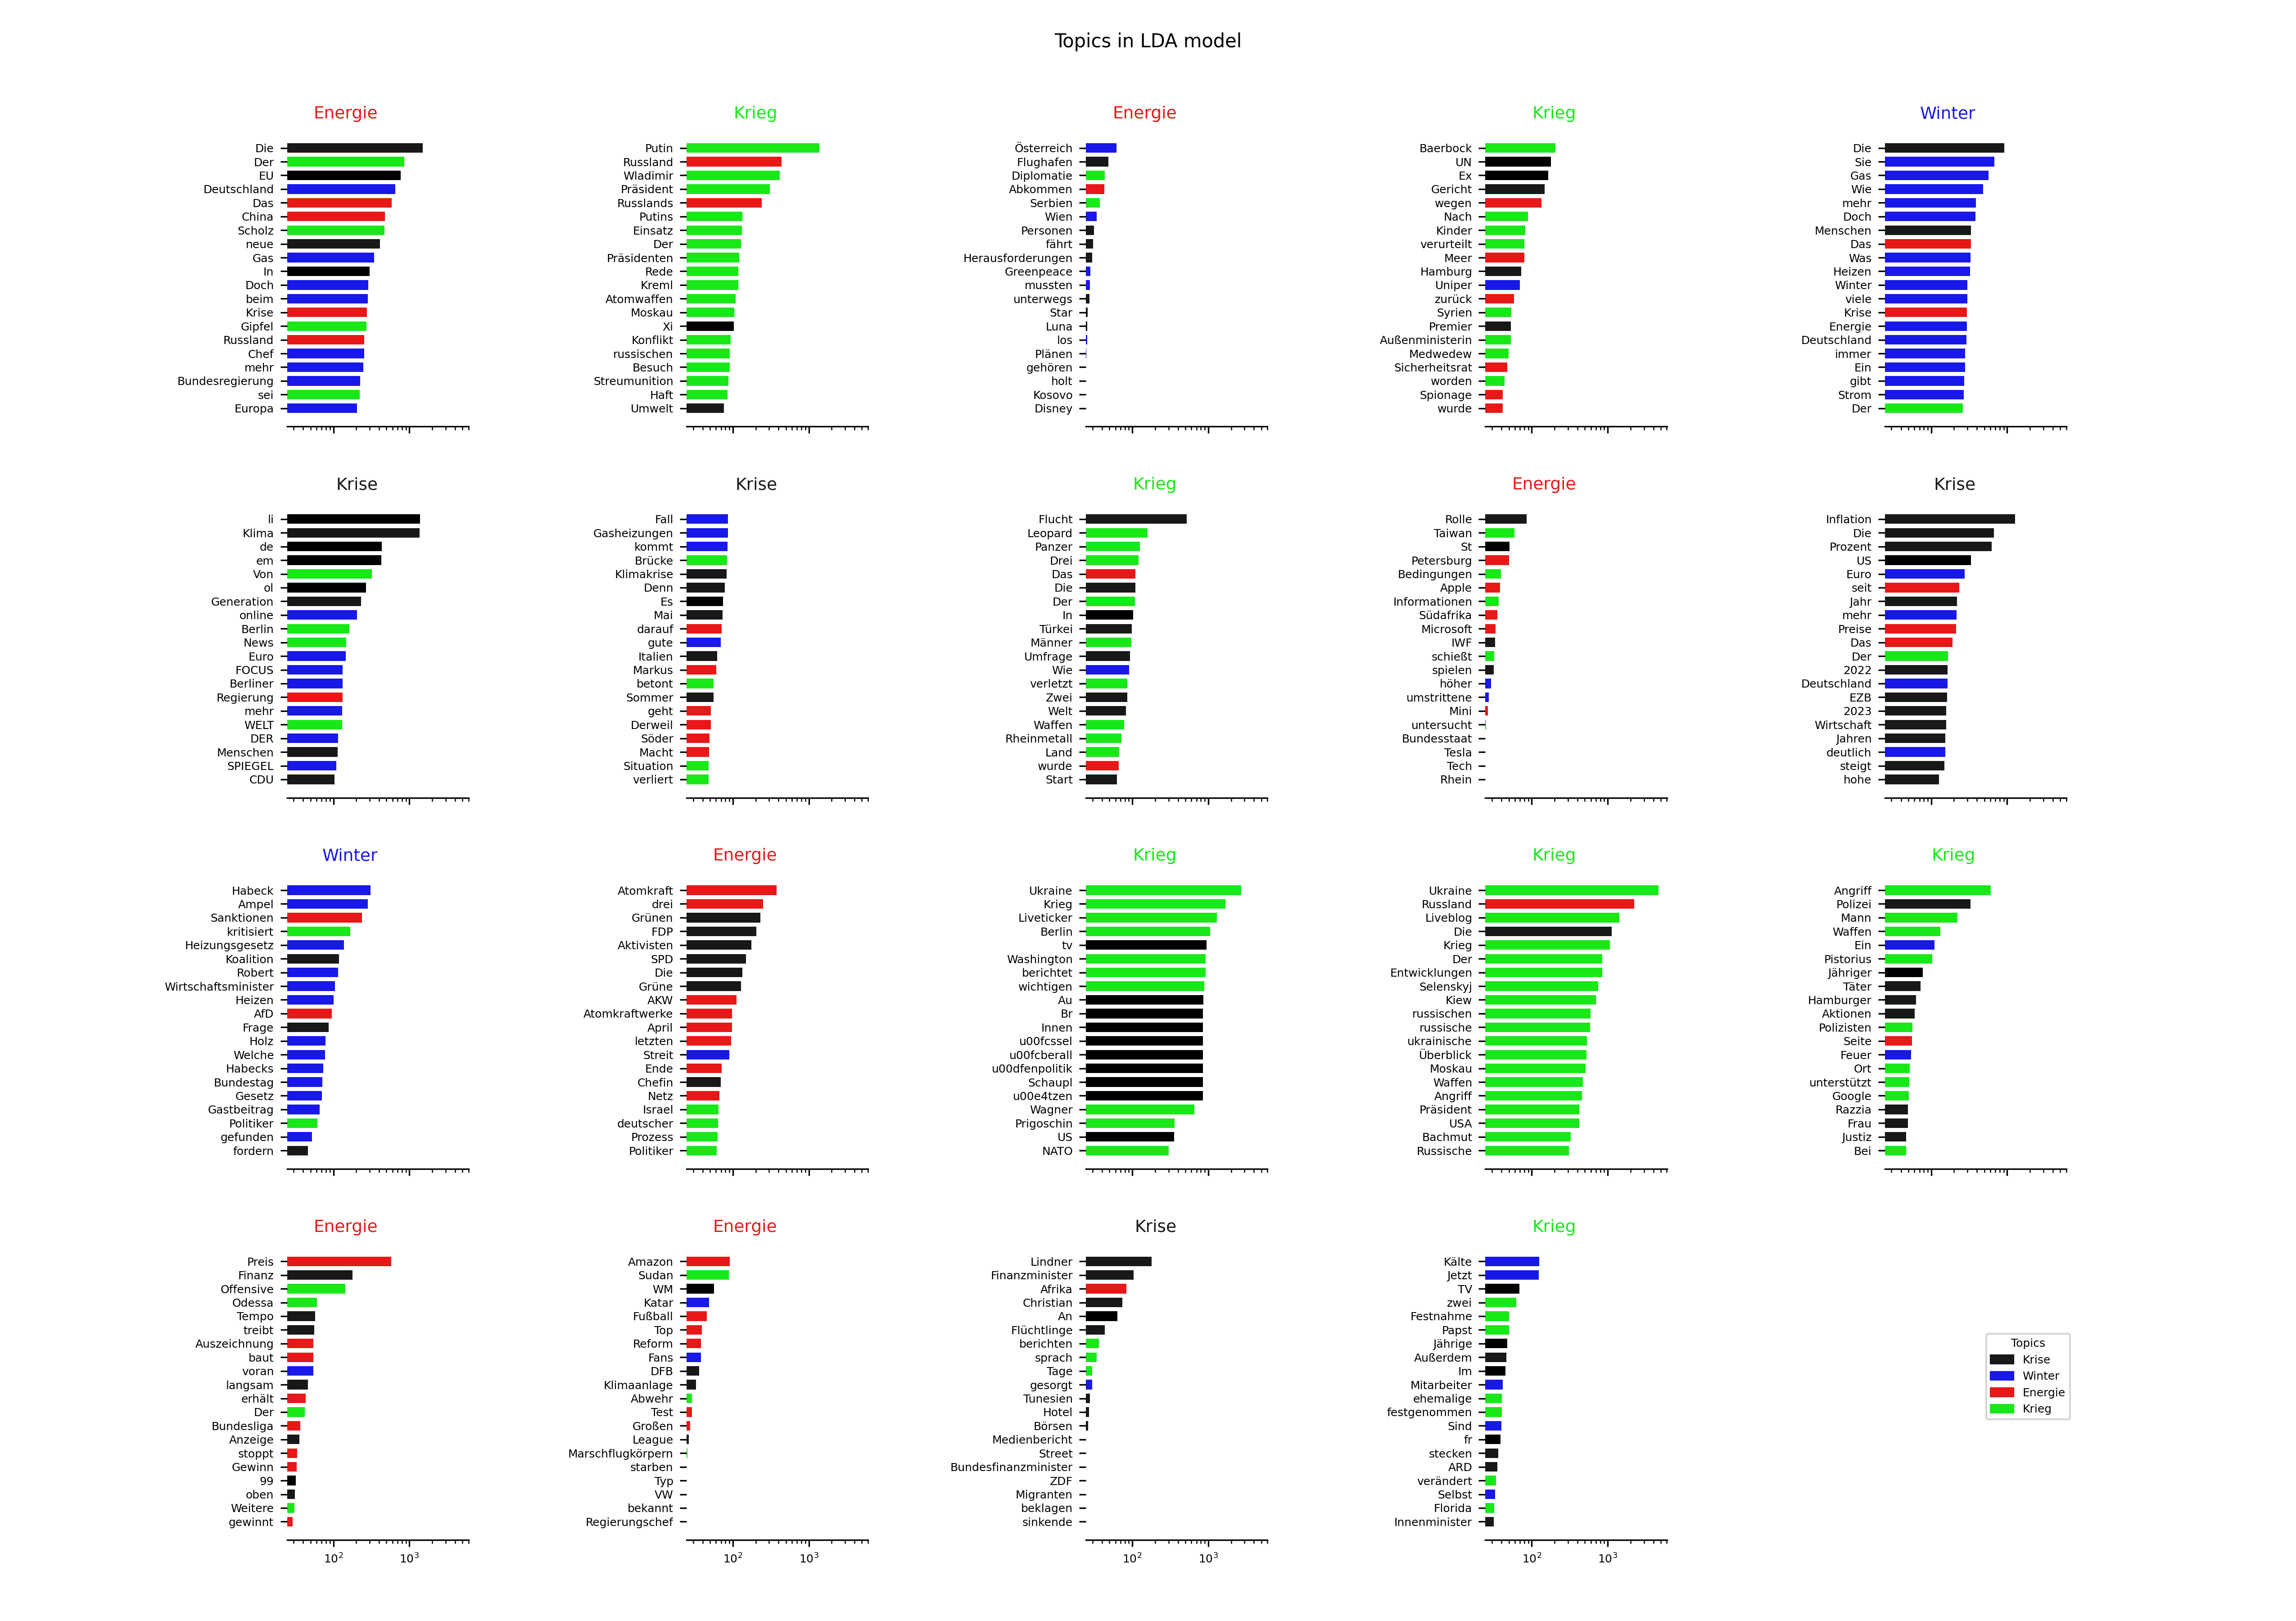 Topics in LDA model
Energie
Die
Der
EU
Deutschland
Das
China
Scholz
neue
Gas
In
Doch
beim
Krise
Gipfel
Russland
Chef
mehr
Bundesregierung
sei
Europa
Krieg
Putin
Russland
Wladimir
Präsident
Russlands
Putins
Einsatz
Der
Präsidenten
Rede
Kreml
Atomwaffen
Moskau
Xi
Konflikt
russischen
Besuch
Streumunition
Haft
Umwelt
Energie
Österreich
Flughafen
Diplomatie
Abkommen
Serbien
Wien
Personen
fährt
Herausforderungen
Greenpeace
mussten
unterwegs
Star
Luna
los
Plänen
gehören
holt
Kosovo
Disney
Krieg
Baerbock
UN
Ex
Gericht
wegen
Nach
Kinder
verurteilt
Meer
Hamburg
Uniper
zurück
Syrien
Premier
Außenministerin
Medwedew
Sicherheitsrat
worden
Spionage
wurde
Winter
Die
Sie
Gas
Wie
mehr
Doch
Menschen
Das
Was
Heizen
Winter
viele
Krise
Energie
Deutschland
immer
Ein
gibt
Strom
Der
Krise
li
Klima
de
em
Von
ol
Generation
online
Berlin
News
Euro
FOCUS
Berliner
Regierung
mehr
WELT
DER
Menschen
SPIEGEL
CDU
Krise
Fall
Gasheizungen
kommt
Brücke
Klimakrise
Denn
Es
Mai
darauf
gute
Italien
Markus
betont
Sommer
geht
Derweil
Söder
Macht
Situation
verliert
Krieg
Flucht
Leopard
Panzer
Drei
Das
Die
Der
In
Türkei
Männer
Umfrage
Wie
verletzt
Zwei
Welt
Waffen
Rheinmetall
Land
wurde
Start
Energie
Rolle
Taiwan
St
Petersburg
Bedingungen
Apple
Informationen
Südafrika
Microsoft
IWF
schießt
spielen
höher
umstrittene
Mini
untersucht
Bundesstaat
Tesla
Tech
Rhein
Krise
Inflation
Die
Prozent
US
Euro
seit
Jahr
mehr
Preise
Das
Der
2022
Deutschland
EZB
2023
Wirtschaft
Jahren
deutlich
steigt
hohe
Winter
Habeck
Ampel
Sanktionen
kritisiert
Heizungsgesetz
Koalition
Robert
Wirtschaftsminister
Heizen
AfD
Frage
Holz
Welche
Habecks
Bundestag
Gesetz
Gastbeitrag
Politiker
gefunden
fordern
Energie
Atomkraft
drei
Grünen
FDP
Aktivisten
SPD
Die
Grüne
AKW
Atomkraftwerke
April
letzten
Streit
Ende
Chefin
Netz
Israel
deutscher
Prozess
Politiker
Krieg
Ukraine
Krieg
Liveticker
Berlin
tv
Washington
berichtet
wichtigen
Au
Br
Innen
u00fcssel
u00fcberall
u00dfenpolitik
Schaupl
u00e4tzen
Wagner
Prigoschin
US
NATO
Krieg
Ukraine
Russland
Liveblog
Die
Krieg
Der
Entwicklungen
Selenskyj
Kiew
russischen
russische
ukrainische
Überblick
Moskau
Waffen
Angriff
Präsident
USA
Bachmut
Russische
Krieg
Angriff
Polizei
Mann
Waffen
Ein
Pistorius
Jähriger
Täter
Hamburger
Aktionen
Polizisten
Seite
Feuer
Ort
unterstützt
Google
Razzia
Frau
Justiz
Bei
Energie
Preis
Finanz
Offensive
Odessa
Tempo
treibt
Auszeichnung
baut
voran
langsam
erhält
Der
Bundesliga
Anzeige
stoppt
Gewinn
99
oben
Weitere
gewinnt
10²
10³
Energie
Amazon
Sudan
WM
Katar
Fußball
Top
Reform
Fans
DFB
Klimaanlage
Abwehr
Test
Großen
League
Marschflugkörpern
starben
Typ
VW
bekannt
Regierungschef
10²
10³
Krise
Lindner
Finanzminister
Afrika
Christian
An
Flüchtlinge
berichten
sprach
Tage
gesorgt
Tunesien
Hotel
Börsen
Medienbericht
Street
Bundesfinanzminister
ZDF
Migranten
beklagen
sinkende
10²
10³
Krieg
Kälte
Jetzt
TV
zwei
Festnahme
Papst
Jährige
Außerdem
Im
Mitarbeiter
ehemalige
festgenommen
Sind
fr
stecken
ARD
verändert
Selbst
Florida
Innenminister
10²
10³
Topics
Krise
Winter
Energie
Krieg